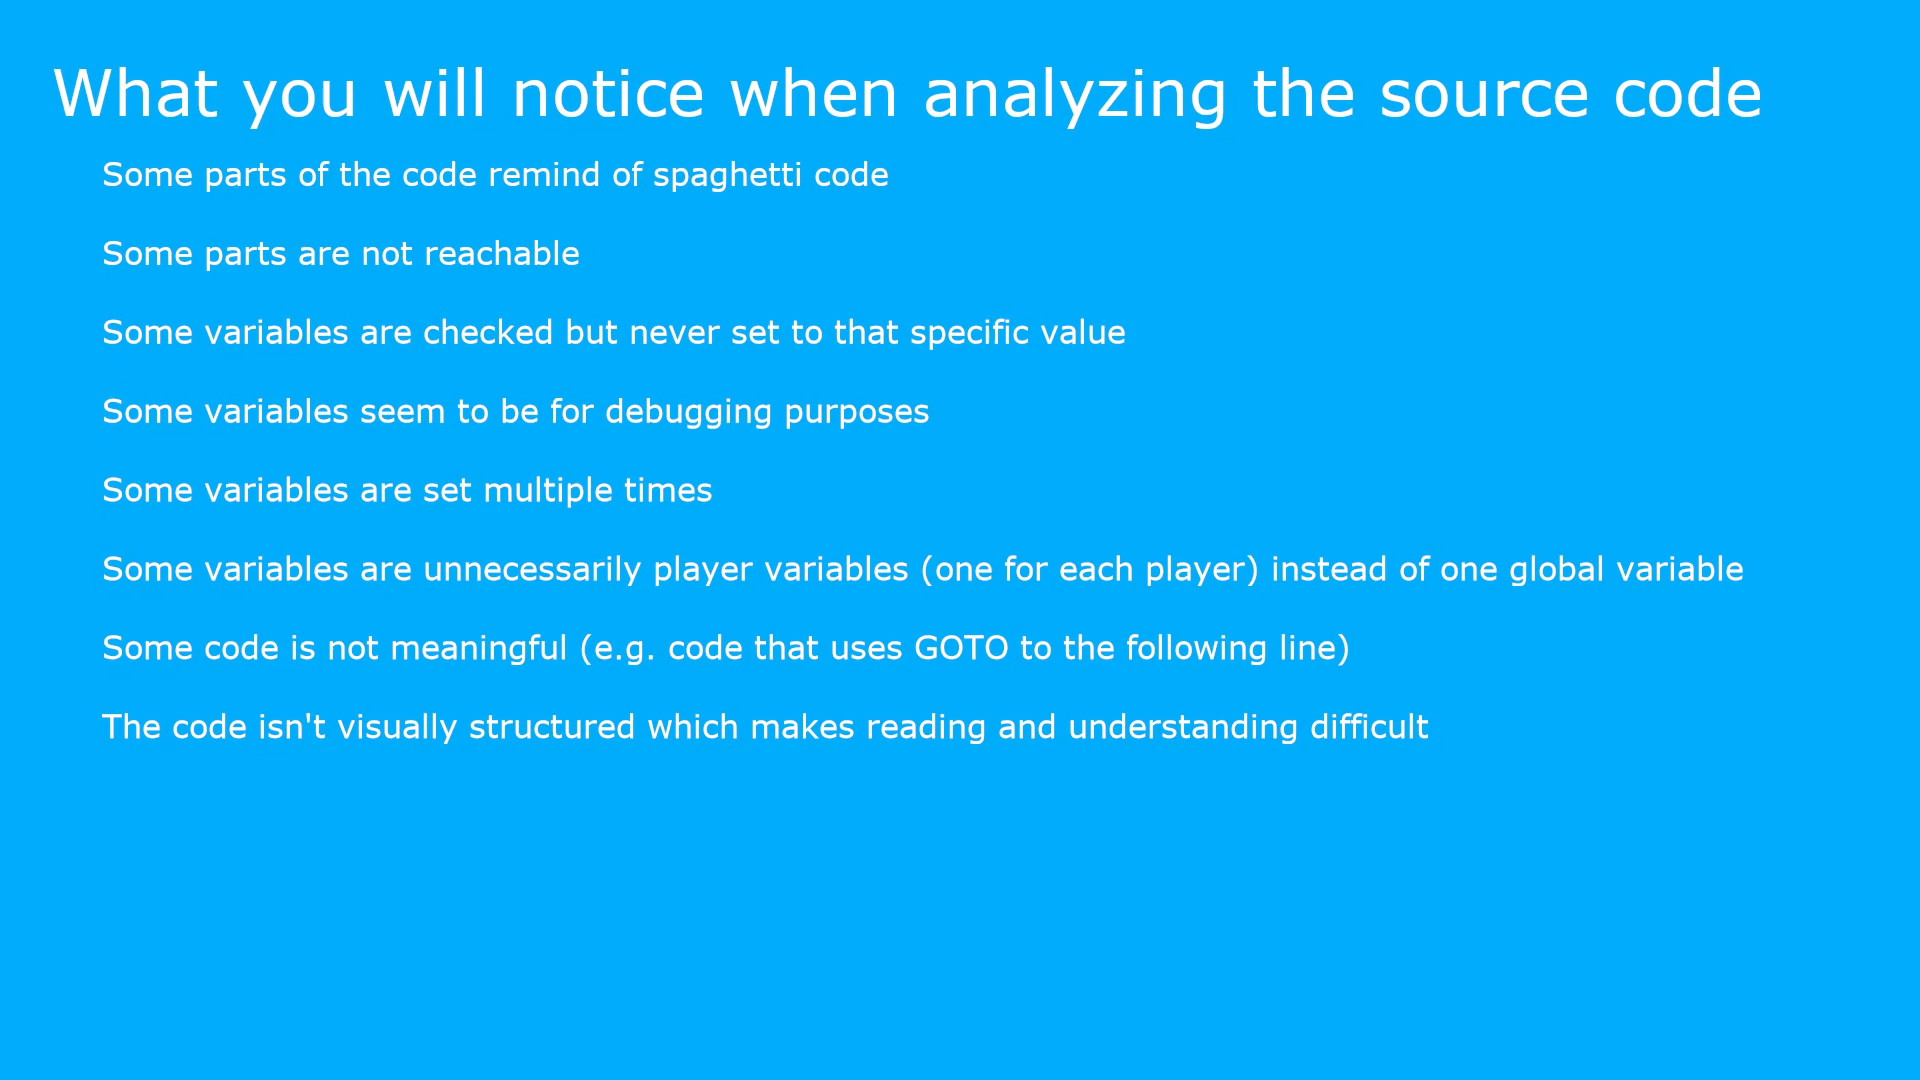 What you will notice when analyzing the source code
Some parts of the code remind of spaghetti code
Some parts are not reachable
Some variables are checked but never set to that specific value
Some variables seem to be for debugging purposes
Some variables are set multiple times
Some variables are unnecessarily player variables (one for each player) instead of one global variable
Some code is not meaningful (e.g. code that uses GOTO to the following line)
The code isn't visually structured which makes reading and understanding difficult